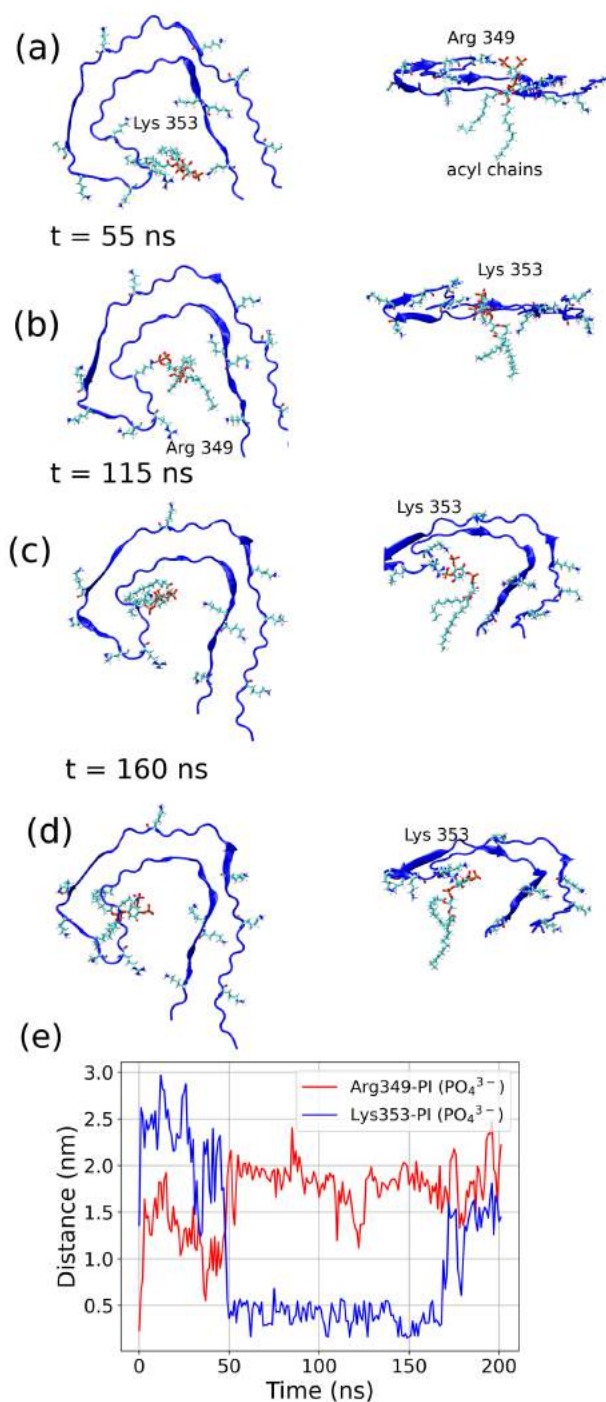 (a)
Arg 349
Lys 353
acyl chains
t = 55 ns
(b)
Lys 353
Arg 349
t = 115 ns
(c)
Lys 353
t = 160 ns
(d)
Lys 353
(e)
Arg349-PI (PO₄³⁻)
Lys353-PI (PO₄³⁻)
3.0
2.5
2.0
1.5
1.0
0.5
Distance (nm)
0 50 100 150 200
Time (ns)